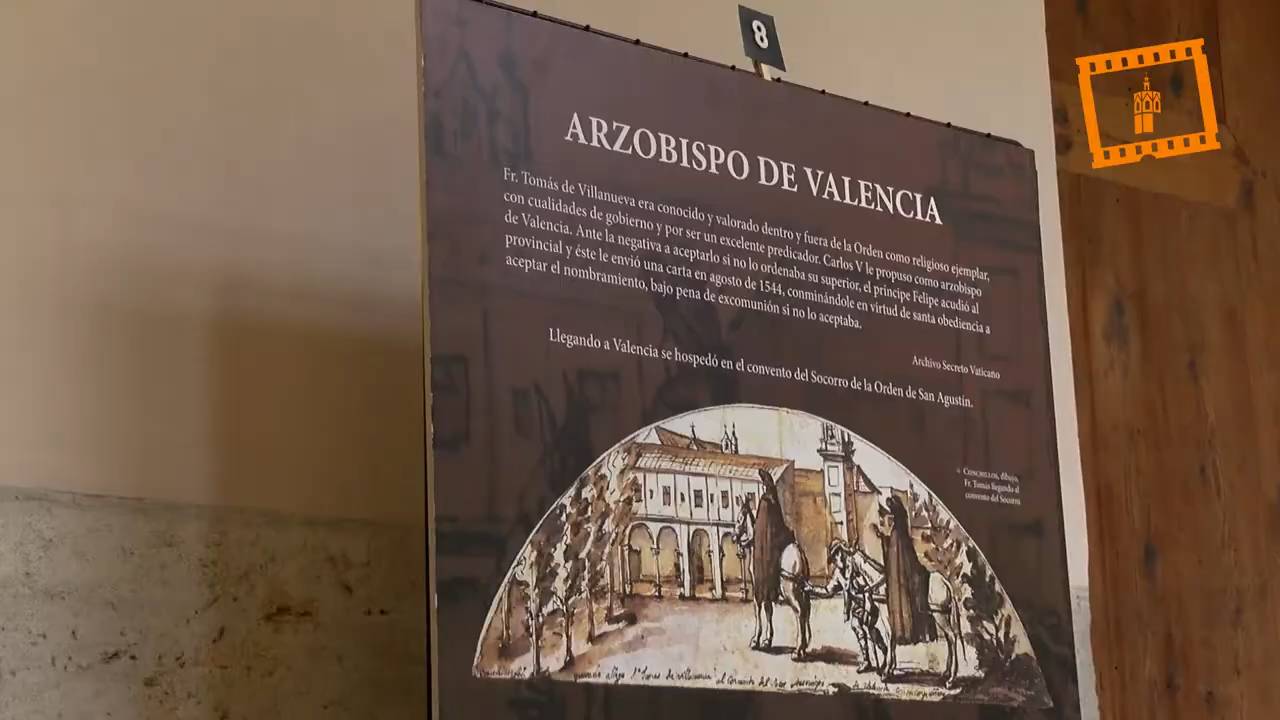 8
ARZOBISPO DE VALENCIA
Fr. Tomás de Villanueva era conocido y valorado dentro y fuera de la Orden como religioso ejemplar,
con cualidades de gobierno y por ser un excelente predicador. Carlos V le propuso como arzobispo
de Valencia. Ante la negativa a aceptarlo si no lo ordenaba su superior, el príncipe Felipe acudió al
provincial y éste le envió una carta en agosto de 1544, conminándole en virtud de santa obediencia a
aceptar el nombramiento, bajo pena de excomunión si no lo aceptaba.
Archivo Secreto Vaticano
Llegando a Valencia se hospedó en el convento del Socorro de la Orden de San Agustín.
CONCHILLOS, dibujo,
Fr. Tomás llegando al
convento del Socorro